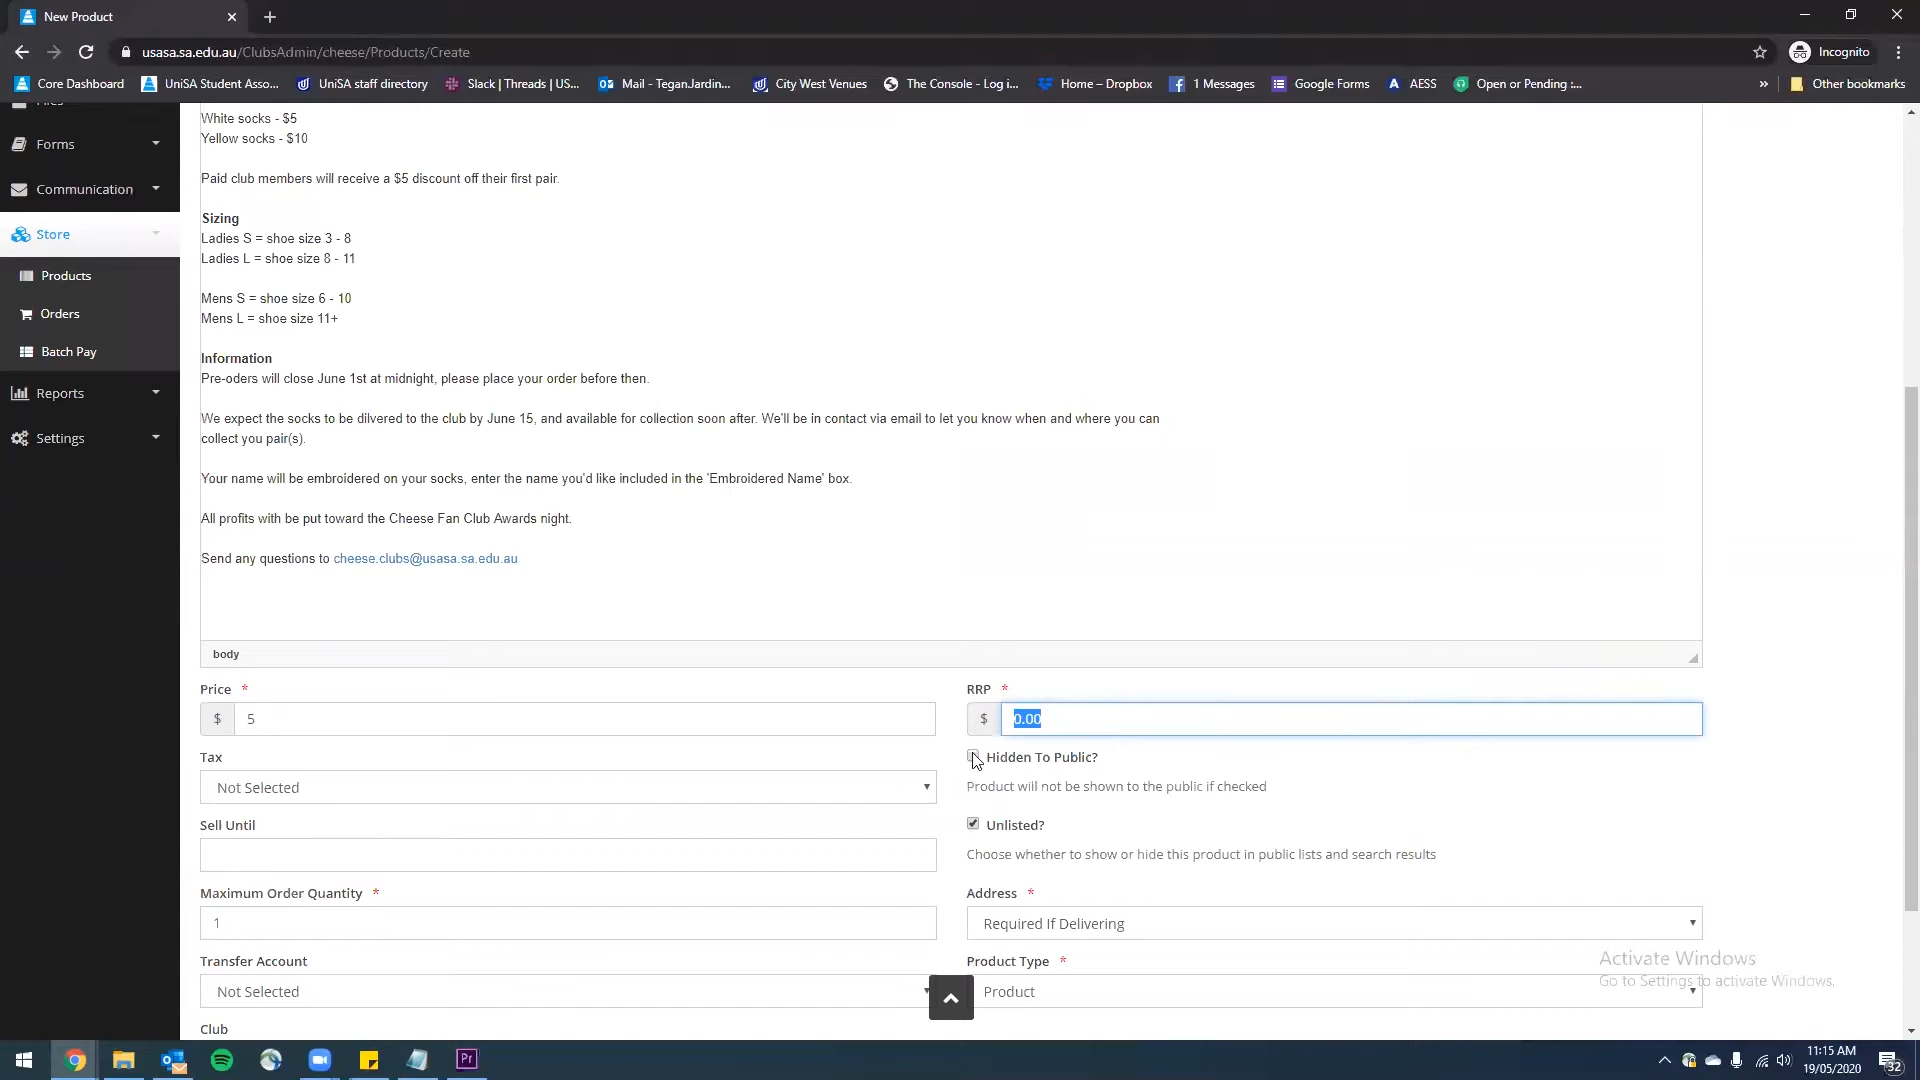 New Product
usasa.sa.edu.au/ClubsAdmin/cheese/Products/Create
Incognito
Core Dashboard
UniSA Student Asso...
UniSA staff directory
Slack | Threads | US...
Mail - TeganJardin...
City West Venues
The Console - Log i...
Home – Dropbox
1 Messages
Google Forms
AESS
Open or Pending :...
»
Other bookmarks
Files
Forms
Communication
Store
Products
Orders
Batch Pay
Reports
Settings
White socks - $5
Yellow socks - $10
Paid club members will receive a $5 discount off their first pair.
Sizing
Ladies S = shoe size 3 - 8
Ladies L = shoe size 8 - 11
Mens S = shoe size 6 - 10
Mens L = shoe size 11+
Information
Pre-oders will close June 1st at midnight, please place your order before then.
We expect the socks to be dilvered to the club by June 15, and available for collection soon after. We'll be in contact via email to let you know when and where you can
collect you pair(s).
Your name will be embroidered on your socks, enter the name you'd like included in the 'Embroidered Name' box.
All profits with be put toward the Cheese Fan Club Awards night.
Send any questions to cheese.clubs@usasa.sa.edu.au
body
Price *
RRP *
$ 5
$ 0.00
Tax
Hidden To Public?
Not Selected
Product will not be shown to the public if checked
Sell Until
Unlisted?
Choose whether to show or hide this product in public lists and search results
Maximum Order Quantity *
Address *
1
Required If Delivering
Transfer Account
Product Type *
Not Selected
Product
Club
Activate Windows
Go to Settings to activate Windows.
Pr
11:15 AM
19/05/2020
32